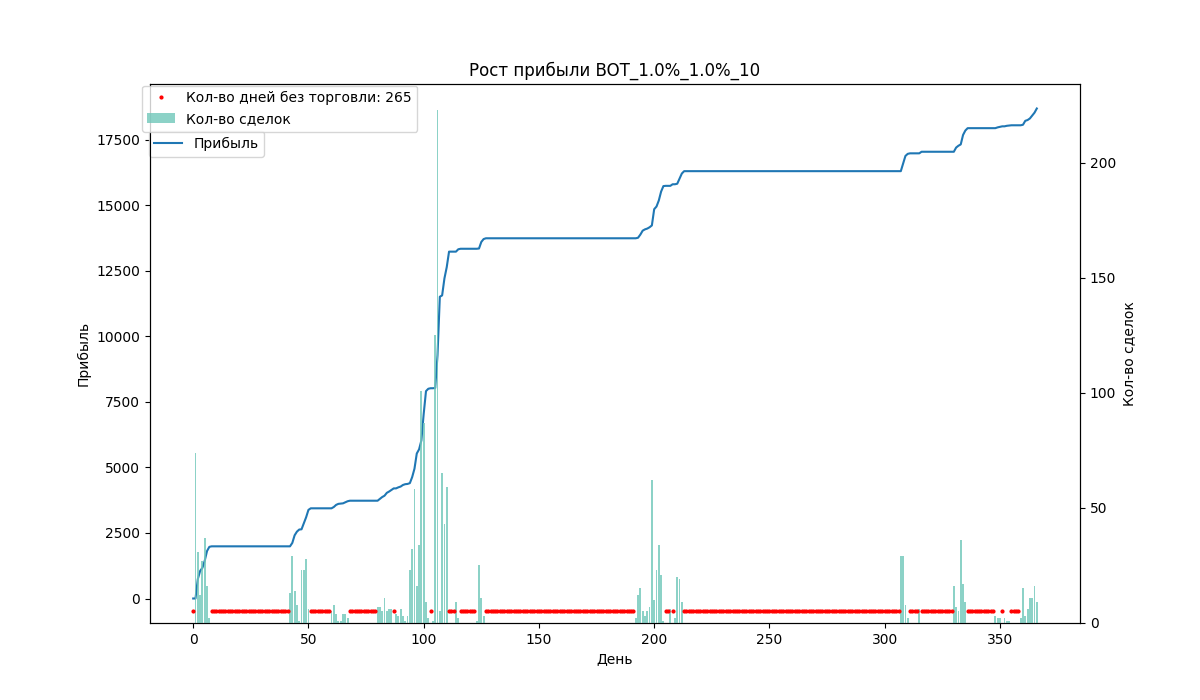 Рост прибыли BOT_1.0%_1.0%_10
Кол-во дней без торговли: 265
Кол-во сделок
Прибыль
17500
15000
12500
10000
7500
5000
2500
0
Прибыль
200
150
100
50
0
Кол-во сделок
0 50 100 150 200 250 300 350
День